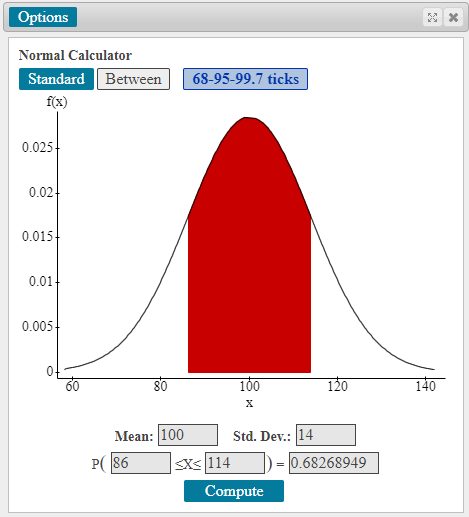 Options
Normal Calculator
Standard Between 68-95-99.7 ticks
f(x)
0.025
0.02
0.015
0.01
0.005
0
60 80 100 120 140
x
Mean: 100 Std. Dev.: 14
P( 86 ≤X≤ 114 ) = 0.68268949
Compute